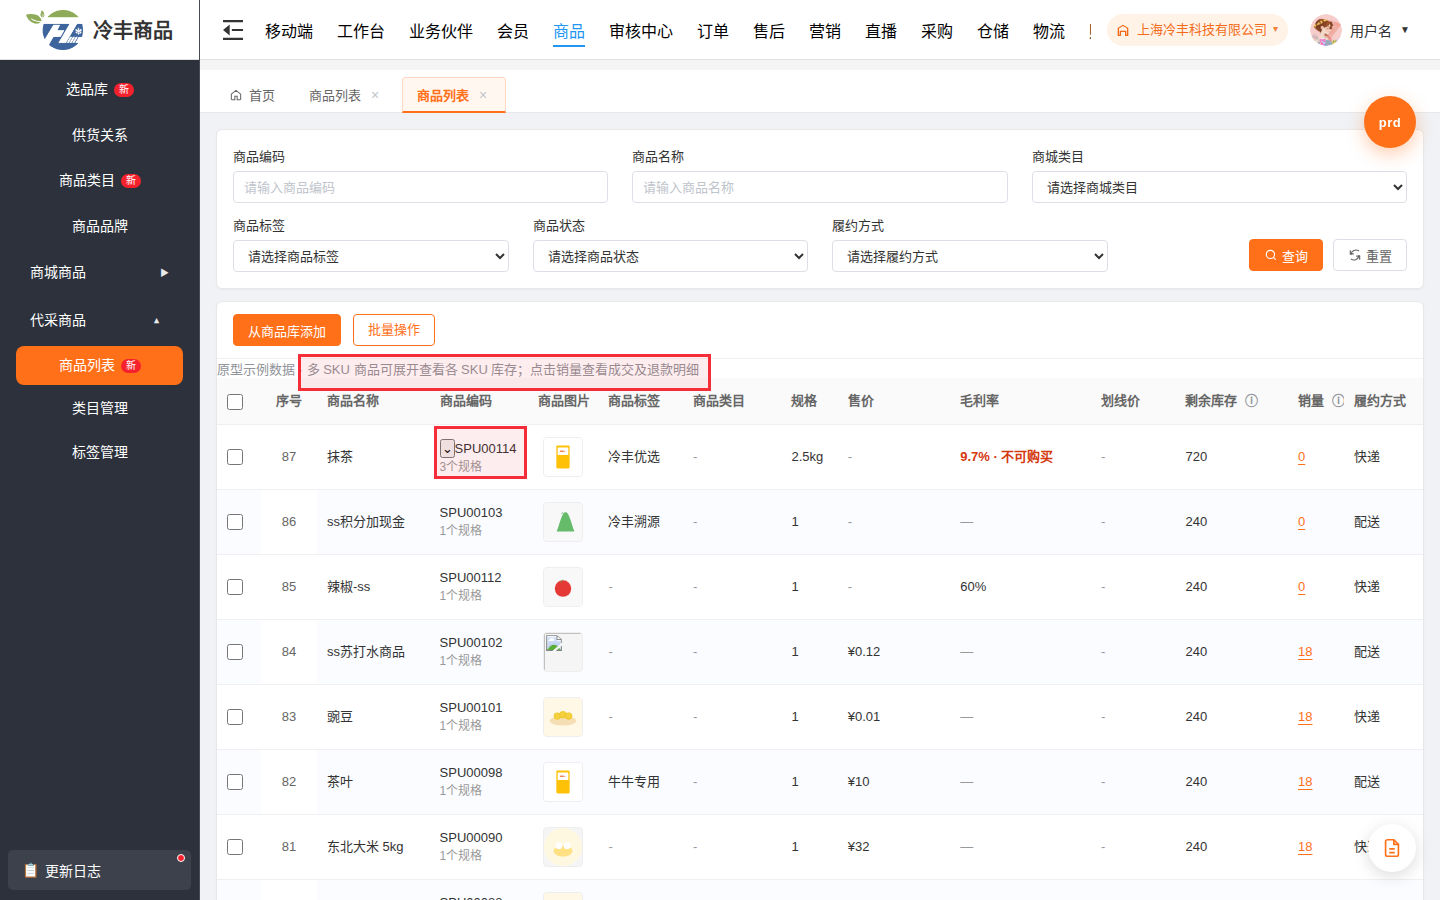 冷丰商品
移动端 工作台 业务伙伴 会员 商品 审核中心 订单 售后 营销 直播 采购 仓储 物流
上海冷丰科技有限公司 ▾
用户名 ▼
选品库 新
供货关系
商品类目 新
商品品牌
商城商品 ▶
代采商品 ▲
商品列表 新
类目管理
标签管理
📋 更新日志
首页 商品列表 × 商品列表 ×
prd
商品编码 商品名称 商城类目
请输入商品编码 请输入商品名称 请选择商城类目
商品标签 商品状态 履约方式
请选择商品标签 请选择商品状态 请选择履约方式 查询 重置
从商品库添加 批量操作
原型示例数据 多 SKU 商品可展开查看各 SKU 库存；点击销量查看成交及退款明细
序号 商品名称 商品编码 商品图片 商品标签 商品类目 规格 售价 毛利率 划线价 剩余库存 ⓘ 销量 ⓘ 履约方式
87 抹茶 SPU00114 3个规格 冷丰优选 - 2.5kg - 9.7% · 不可购买 - 720 0 快递
86 ss积分加现金 SPU00103 1个规格 冷丰溯源 - 1 - — - 240 0 配送
85 辣椒-ss SPU00112 1个规格 - - 1 - 60% - 240 0 快递
84 ss苏打水商品 SPU00102 1个规格 - - 1 ¥0.12 — - 240 18 配送
83 豌豆 SPU00101 1个规格 - - 1 ¥0.01 — - 240 18 快递
82 茶叶 SPU00098 1个规格 牛牛专用 - 1 ¥10 — - 240 18 配送
81 东北大米 5kg SPU00090 1个规格 - - 1 ¥32 — - 240 18 快